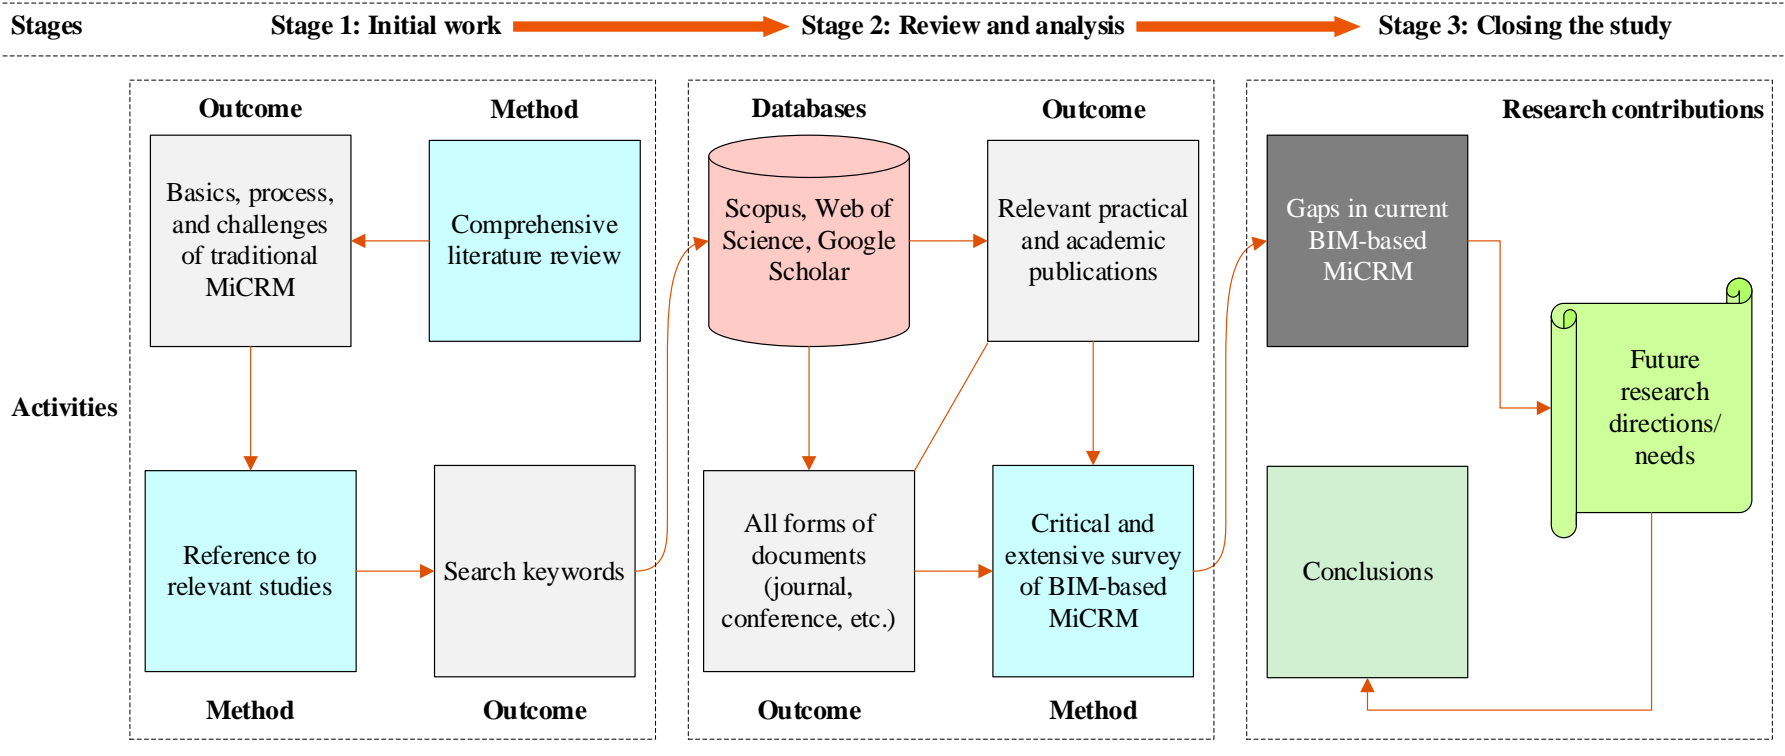 Stages
Stage 1: Initial work
Stage 2: Review and analysis
Stage 3: Closing the study
Activities
Outcome
Method
Basics, process,
and challenges
of traditional
MiCRM
Comprehensive
literature review
Reference to
relevant studies
Search keywords
Method
Outcome
Databases
Outcome
Scopus, Web of
Science, Google
Scholar
Relevant practical
and academic
publications
All forms of
documents
(journal,
conference, etc.)
Critical and
extensive survey
of BIM-based
MiCRM
Outcome
Method
Research contributions
Gaps in current
BIM-based
MiCRM
Future
research
directions/
needs
Conclusions